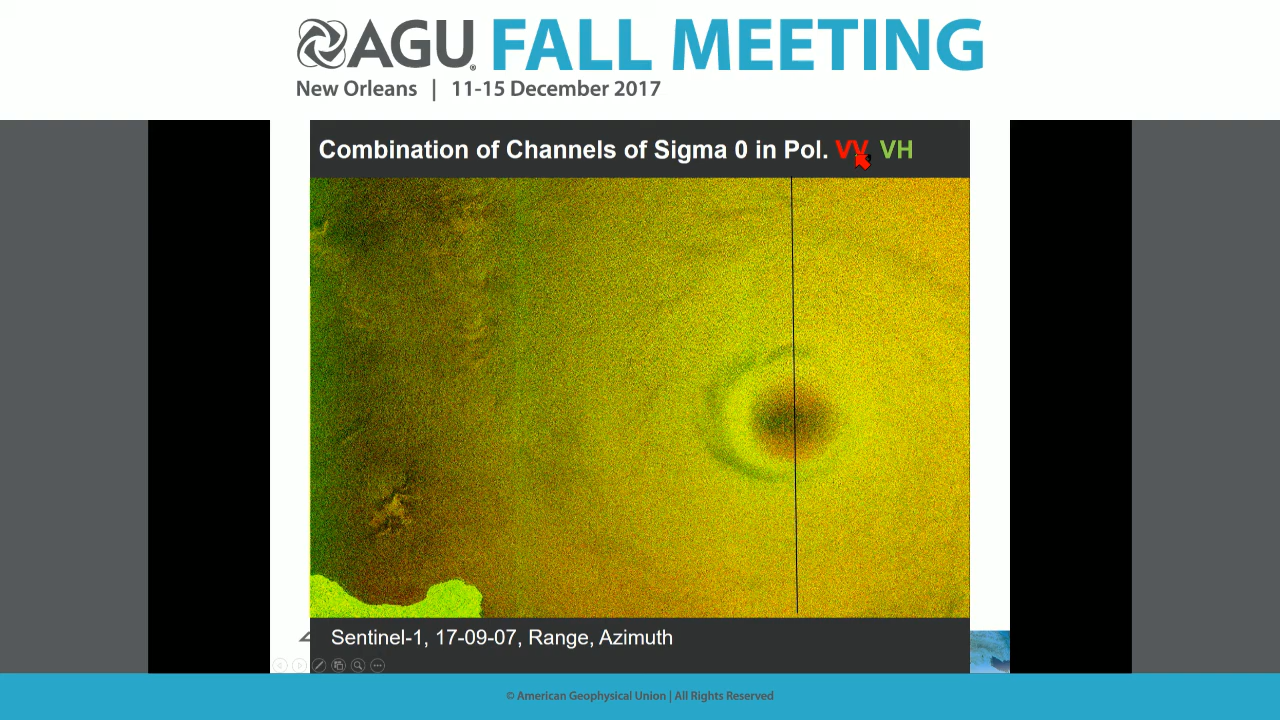 AGU FALL MEETING
New Orleans | 11-15 December 2017
Combination of Channels of Sigma 0 in Pol. VV VH
Sentinel-1, 17-09-07, Range, Azimuth
© American Geophysical Union | All Rights Reserved